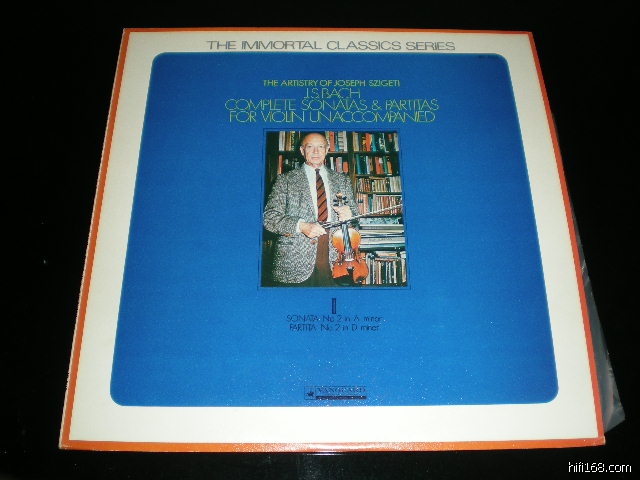 THE IMMORTAL CLASSICS SERIES
THE ARTISTRY OF JOSEPH SZIGETI
J.S.BACH
COMPLETE SONATAS & PARTITAS
FOR VIOLIN UNACCOMPANIED
II
SONATA: No. 2 in A minor
PARTITA: No. 2 in D minor
VANGUARD
hifi168.com